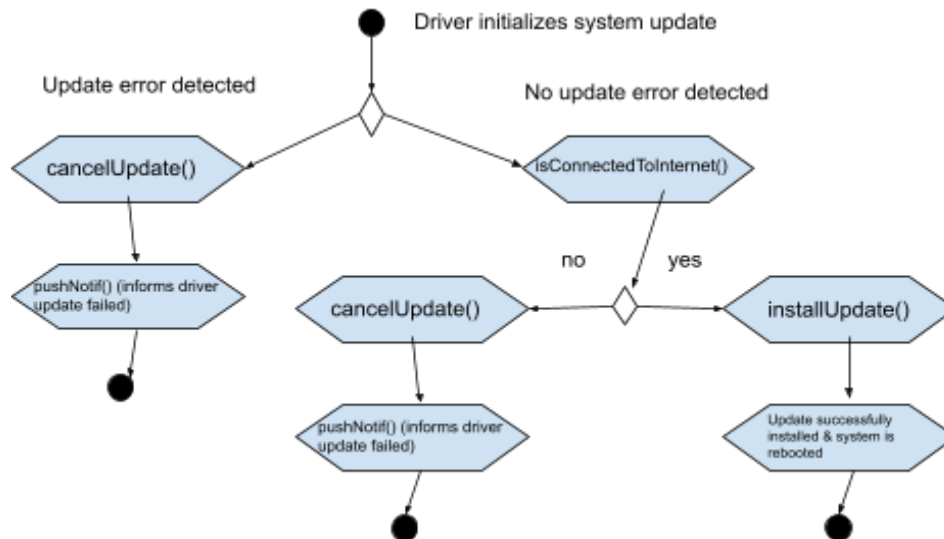 Driver initializes system update
Update error detected
No update error detected
cancelUpdate()
isConnectedToInternet()
no
yes
pushNotif() (informs driver
update failed)
cancelUpdate()
installUpdate()
pushNotif() (informs driver
update failed)
Update successfully
installed & system is
rebooted